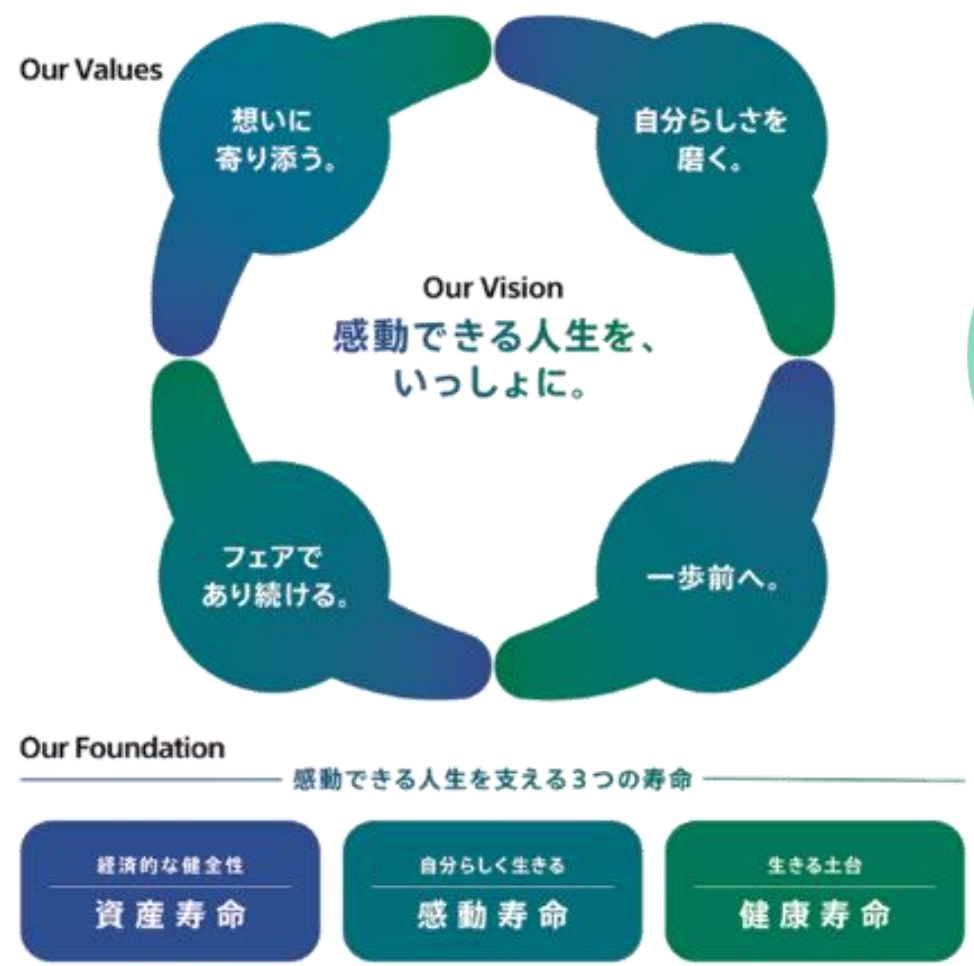 Our Values
想いに
寄り添う。
自分らしさを
磨く。
Our Vision
感動できる人生を、
いっしょに。
フェアで
あり続ける。
一歩前へ。
Our Foundation
感動できる人生を支える3つの寿命
経済的な健全性
資産寿命
自分らしく生きる
感動寿命
生きる土台
健康寿命